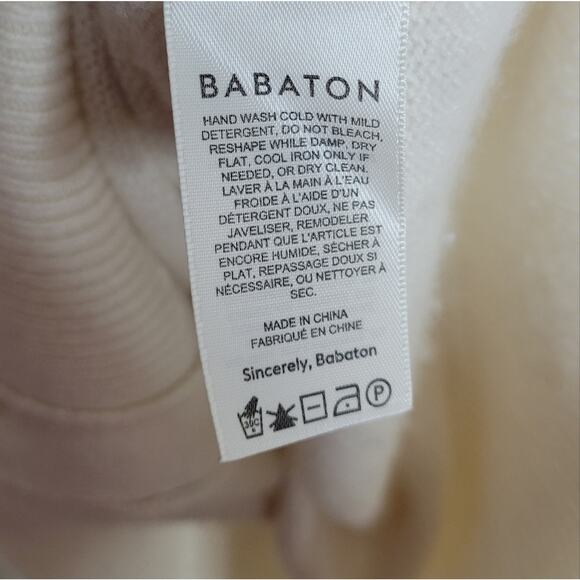 BABATON
HAND WASH COLD WITH MILD
DETERGENT, DO NOT BLEACH,
RESHAPE WHILE DAMP, DRY
FLAT, COOL IRON ONLY IF
NEEDED, OR DRY CLEAN.
LAVER À LA MAIN À L'EAU
FROIDE À L'AIDE D'UN
DÉTERGENT DOUX, NE PAS
JAVELISER, REMODELER
PENDANT QUE L'ARTICLE EST
ENCORE HUMIDE, SÉCHER À
PLAT, REPASSAGE DOUX SI
NÉCESSAIRE, OU NETTOYER À
SEC.
MADE IN CHINA
FABRIQUÉ EN CHINE
Sincerely, Babaton
30C P